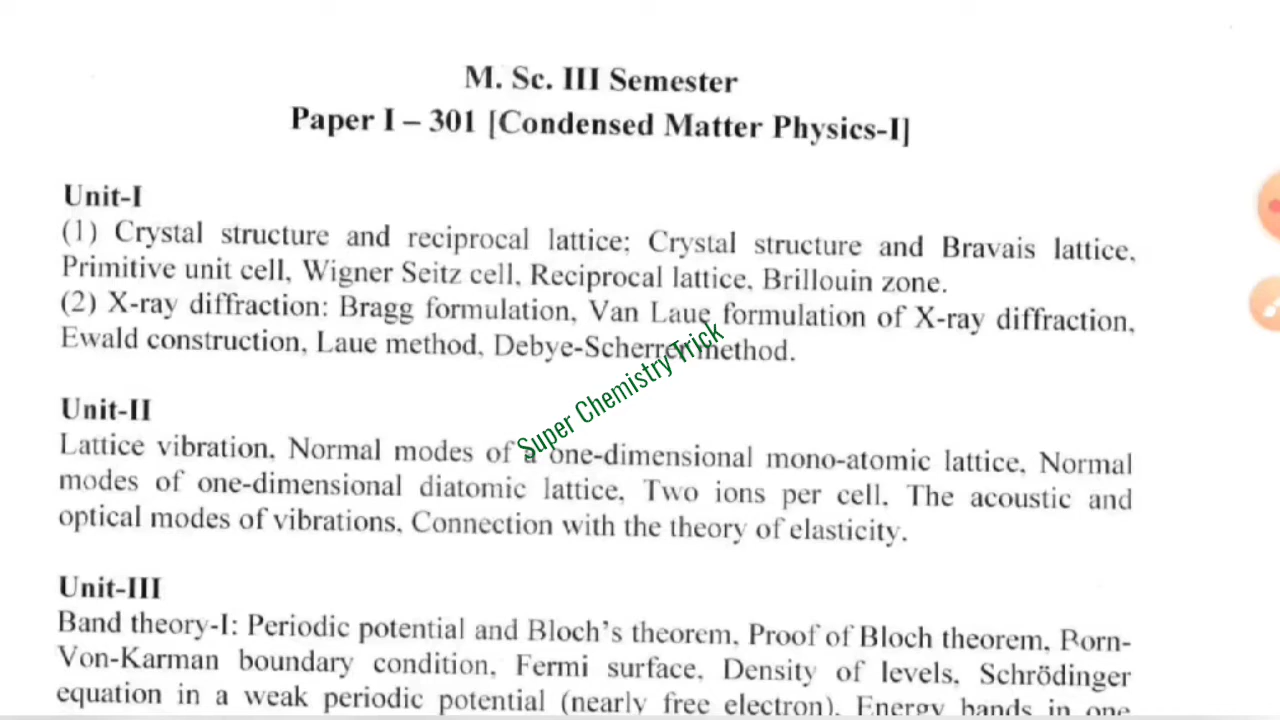 M. Sc. III Semester
Paper I – 301 [Condensed Matter Physics-I]
Unit-I
(1) Crystal structure and reciprocal lattice; Crystal structure and Bravais lattice,
Primitive unit cell, Wigner Seitz cell, Reciprocal lattice, Brillouin zone.
(2) X-ray diffraction: Bragg formulation, Van Laue formulation of X-ray diffraction,
Ewald construction, Laue method, Debye-Scherrer method.
Super Chemistry Trick
Unit-II
Lattice vibration, Normal modes of a one-dimensional mono-atomic lattice, Normal
modes of one-dimensional diatomic lattice, Two ions per cell, The acoustic and
optical modes of vibrations, Connection with the theory of elasticity.
Unit-III
Band theory-I: Periodic potential and Bloch's theorem, Proof of Bloch theorem, Born-
Von-Karman boundary condition, Fermi surface, Density of levels, Schrödinger
equation in a weak periodic potential (nearly free electron), Energy bands in one